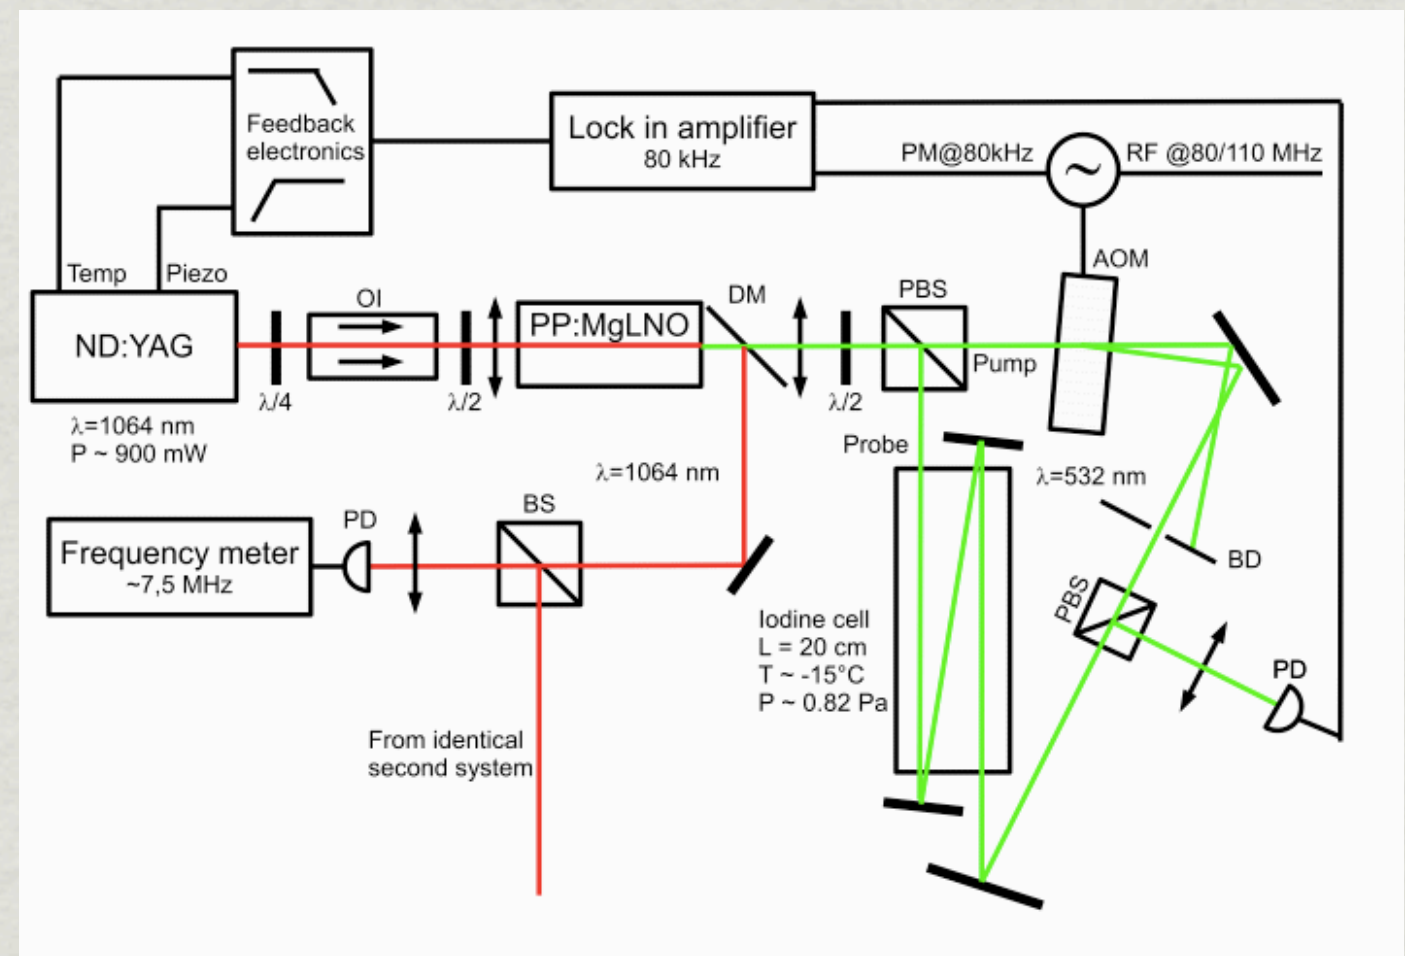 Feedback
electronics
Lock in amplifier
80 kHz
PM@80kHz
RF @80/110 MHz
~
AOM
Temp
Piezo
OI
DM
PBS
ND:YAG
PP:MgLNO
Pump
λ/4
λ/2
λ/2
λ=1064 nm
P ~ 900 mW
Probe
λ=1064 nm
λ=532 nm
BS
PD
Frequency meter
~7,5 MHz
BD
PBS
Iodine cell
L = 20 cm
T ~ -15°C
P ~ 0.82 Pa
PD
From identical
second system